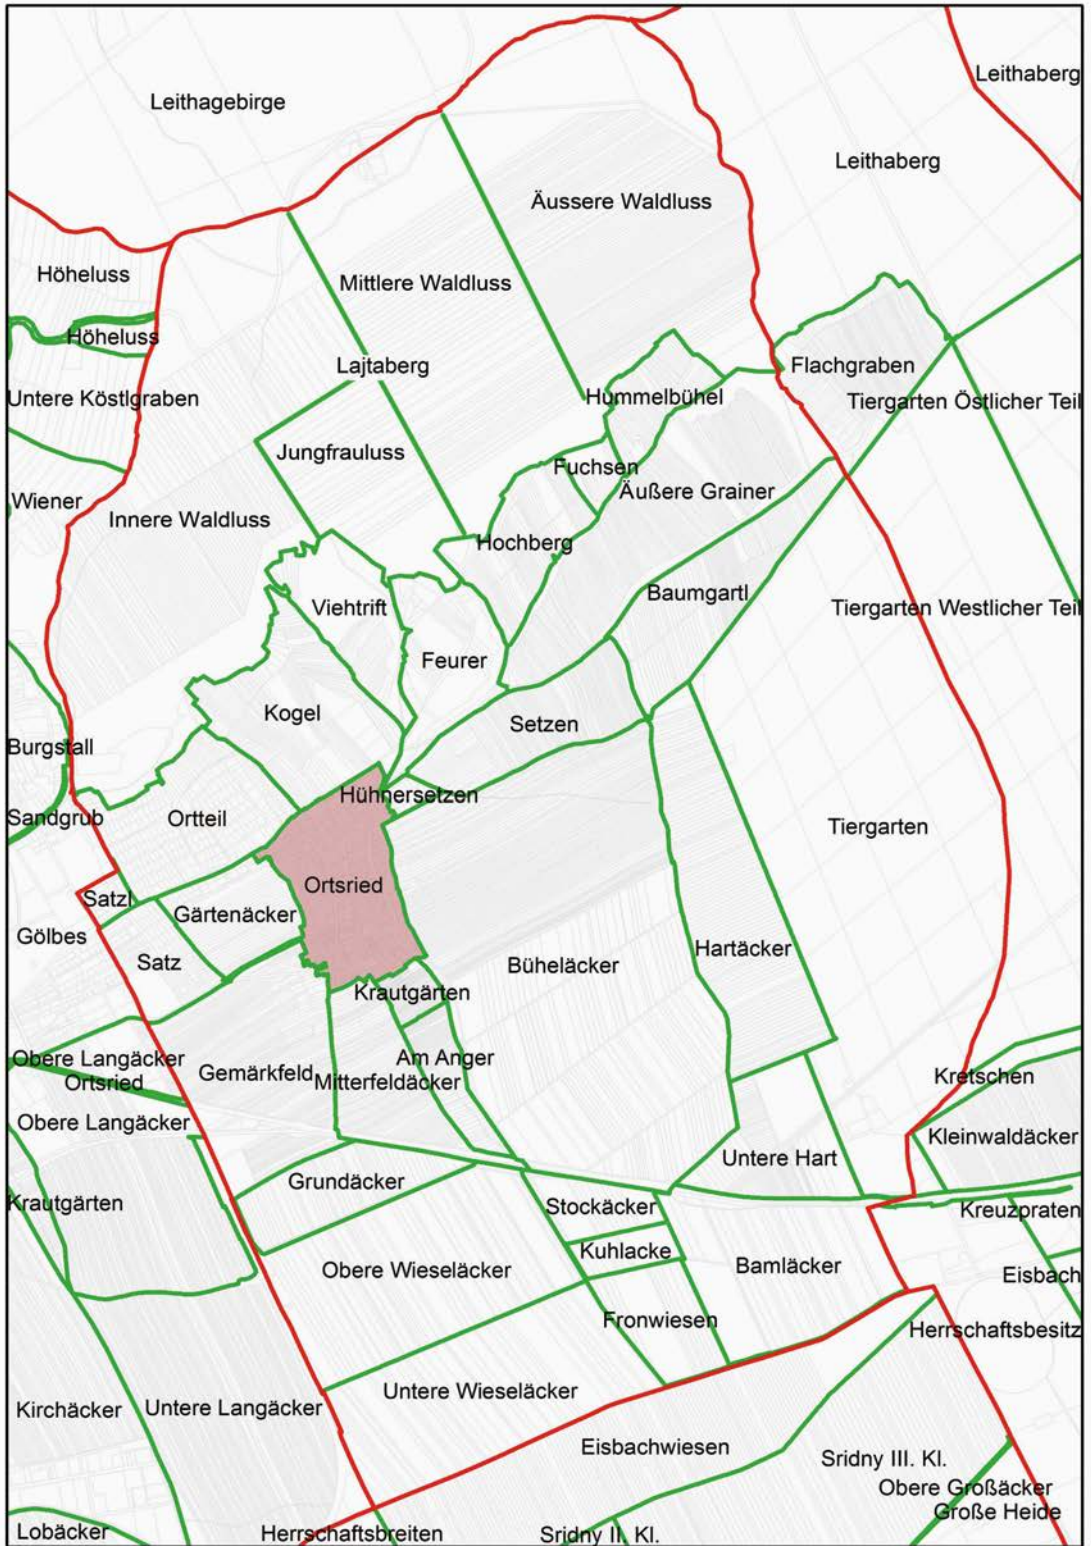 Leithaberg
Leithagebirge
Leithaberg
Äussere Waldluss
Höheluss
Mittlere Waldluss
Höheluss
Lajtaberg
Flachgraben
Untere Köstlgraben
Hummelbühel
Tiergarten Östlicher Teil
Jungfrauluss
Fuchsen
Äußere Grainer
Wiener
Innere Waldluss
Hochberg
Baumgartl
Viehtrift
Tiergarten Westlicher Teil
Feurer
Kogel
Setzen
Burgstall
Hühnersetzen
Sandgrub
Ortteil
Tiergarten
Ortsried
Satzl
Gärtenäcker
Gölbes
Satz
Büheläcker
Hartäcker
Krautgärten
Obere Langäcker
Am Anger
Gemärkfeld
Mitterfeldäcker
Kretschen
Ortsried
Obere Langäcker
Kleinwaldäcker
Untere Hart
Grundäcker
Krautgärten
Stockäcker
Kreuzpraten
Kuhlacke
Obere Wieseläcker
Bamläcker
Eisbach
Fronwiesen
Herrschaftsbesitz
Untere Wieseläcker
Kirchäcker
Untere Langäcker
Eisbachwiesen
Sridny III. Kl.
Obere Großäcker
Große Heide
Lobäcker
Herrschaftsbreiten
Sridny II. Kl.